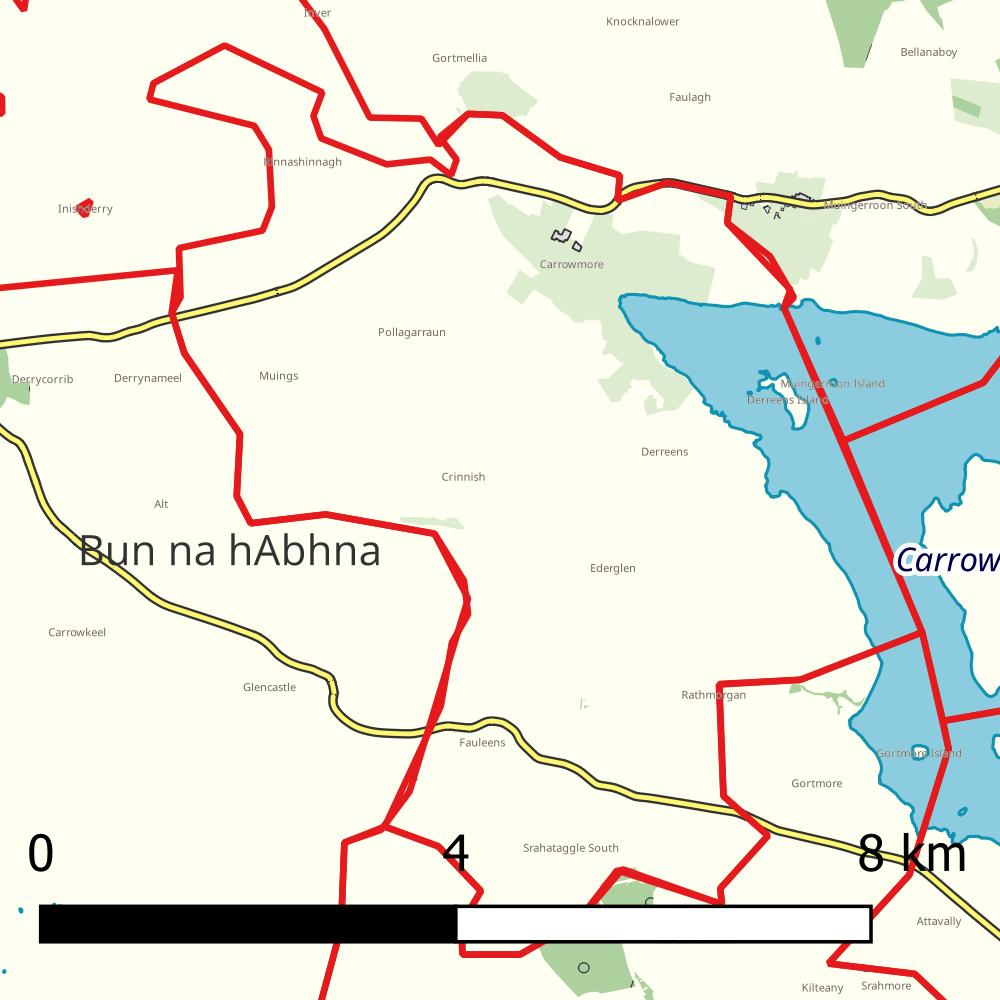 Inver
Knocknalower
Bellanaboy
Gortmellia
Faulagh
Rinnashinnagh
Inishderry
Muingerroon South
Carrowmore
Pollagarraun
Derrycorrib
Derrynameel
Muings
Muingerroon Island
Derreens Island
Derreens
Crinnish
Alt
Bun na hAbhna
Carrow
Ederglen
Carrowkeel
Glencastle
Rathmorgan
Fauleens
Gortmore Island
Gortmore
Srahataggle South
0 4 8 km
Attavally
Kilteany
Srahmore